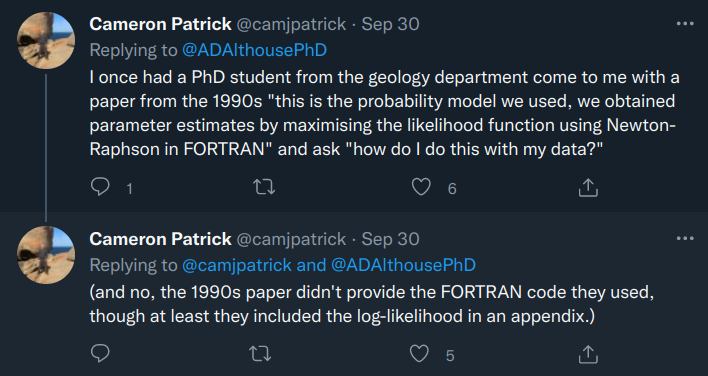 Cameron Patrick @camjpatrick · Sep 30
Replying to @ADAlthousePhD
I once had a PhD student from the geology department come to me with a
paper from the 1990s "this is the probability model we used, we obtained
parameter estimates by maximising the likelihood function using Newton-
Raphson in FORTRAN" and ask "how do I do this with my data?"
1 6
Cameron Patrick @camjpatrick · Sep 30
Replying to @camjpatrick and @ADAlthousePhD
(and no, the 1990s paper didn't provide the FORTRAN code they used,
though at least they included the log-likelihood in an appendix.)
5